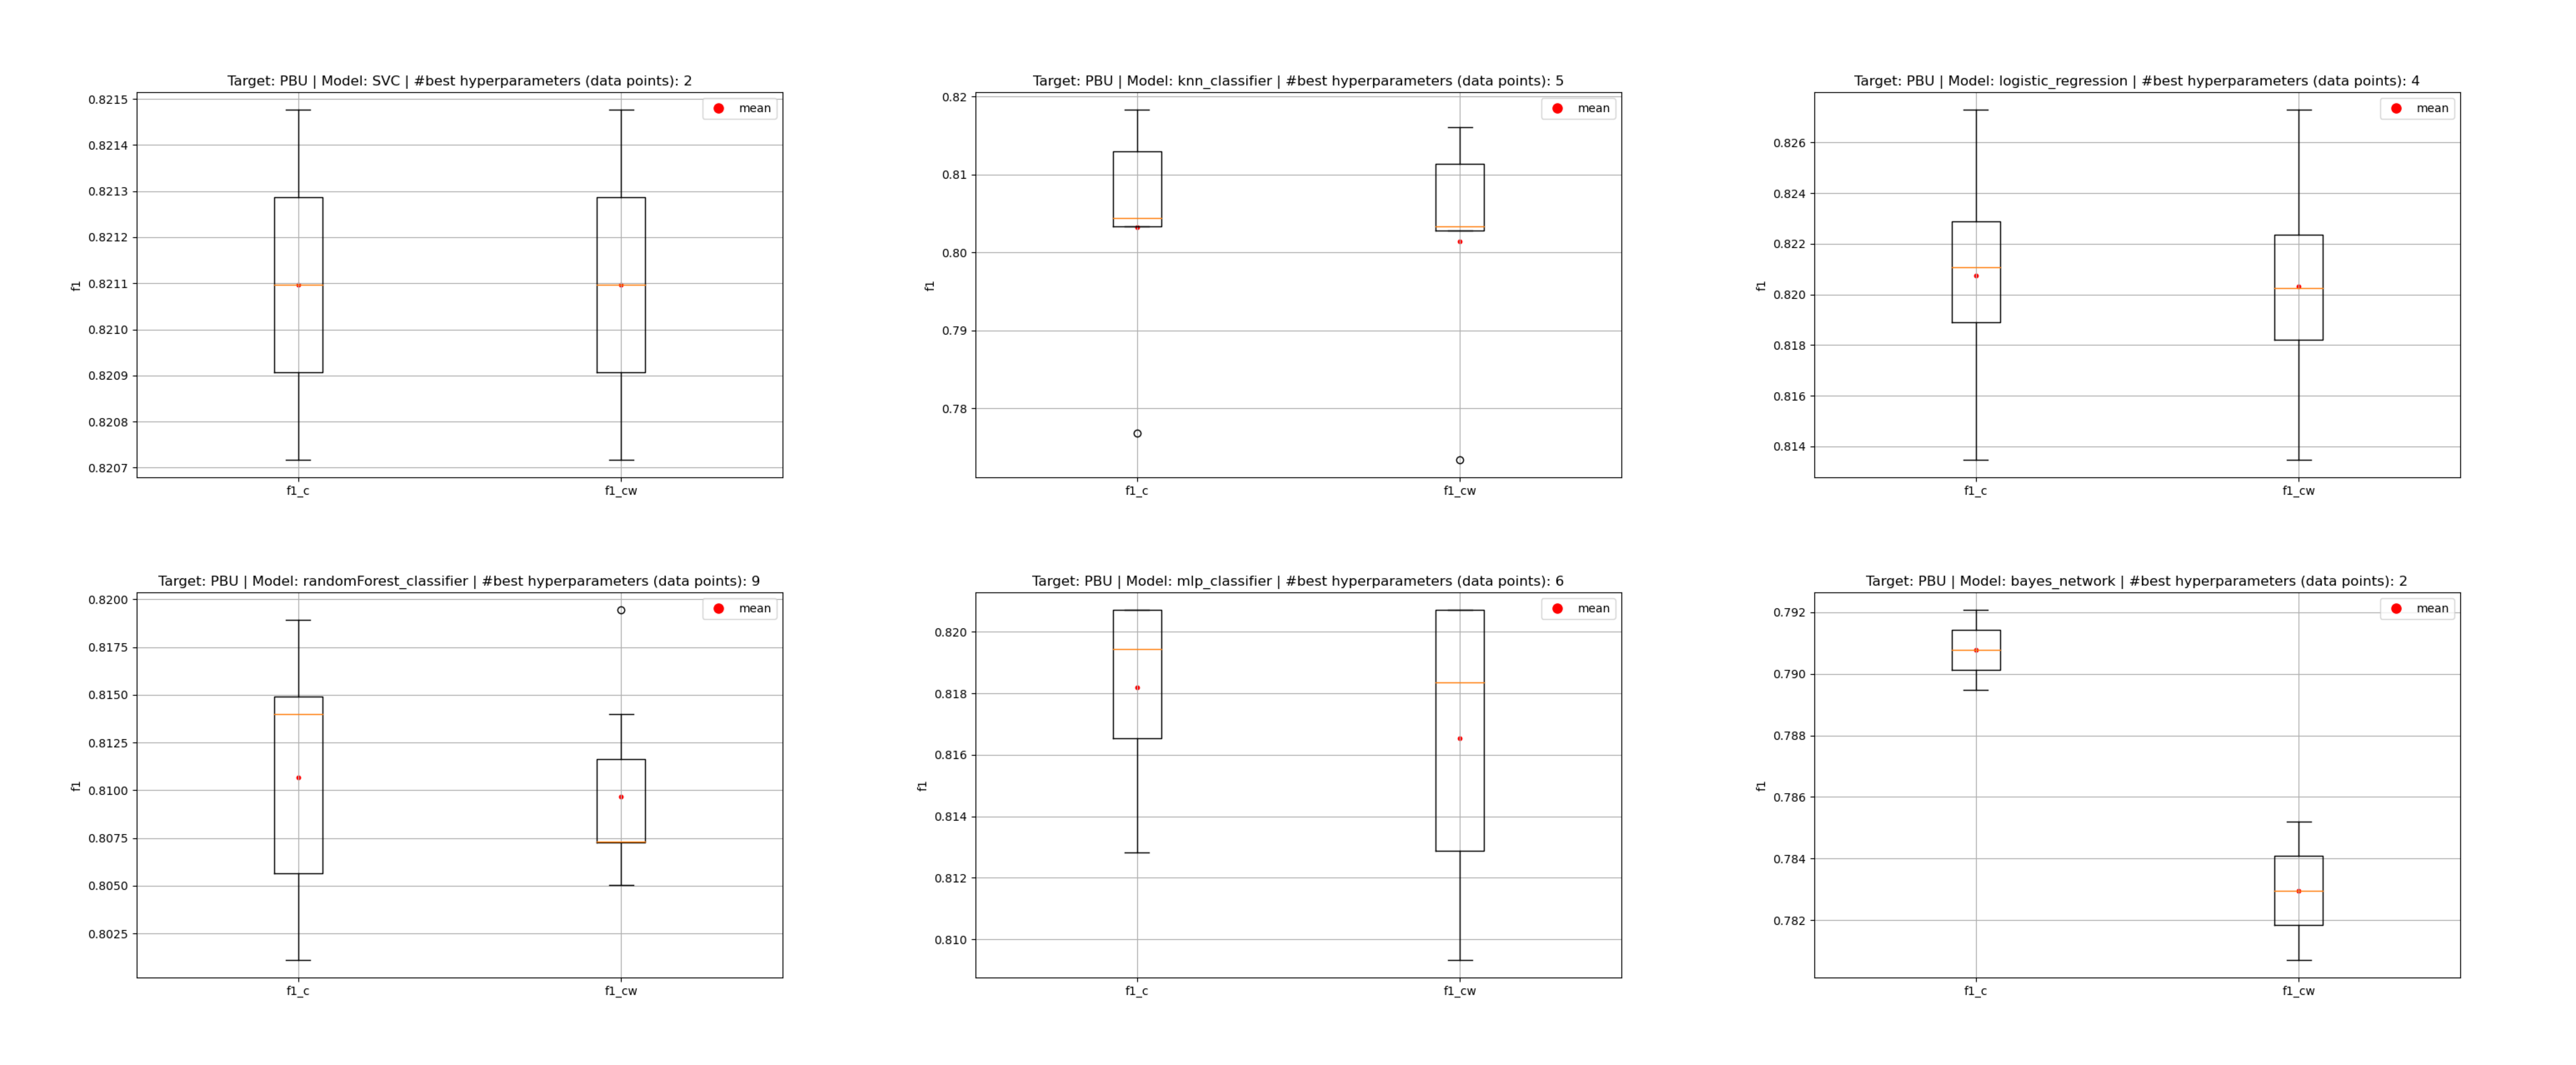 Target: PBU | Model: SVC | #best hyperparameters (data points): 2
mean
0.8215
0.8214
0.8213
0.8212
0.8211
0.8210
0.8209
0.8208
0.8207
f1
f1_c
f1_cw
Target: PBU | Model: knn_classifier | #best hyperparameters (data points): 5
mean
0.82
0.81
0.80
0.79
0.78
f1
f1_c
f1_cw
Target: PBU | Model: logistic_regression | #best hyperparameters (data points): 4
mean
0.826
0.824
0.822
0.820
0.818
0.816
0.814
f1
f1_c
f1_cw
Target: PBU | Model: randomForest_classifier | #best hyperparameters (data points): 9
mean
0.8200
0.8175
0.8150
0.8125
0.8100
0.8075
0.8050
0.8025
f1
f1_c
f1_cw
Target: PBU | Model: mlp_classifier | #best hyperparameters (data points): 6
mean
0.820
0.818
0.816
0.814
0.812
0.810
f1
f1_c
f1_cw
Target: PBU | Model: bayes_network | #best hyperparameters (data points): 2
mean
0.792
0.790
0.788
0.786
0.784
0.782
f1
f1_c
f1_cw